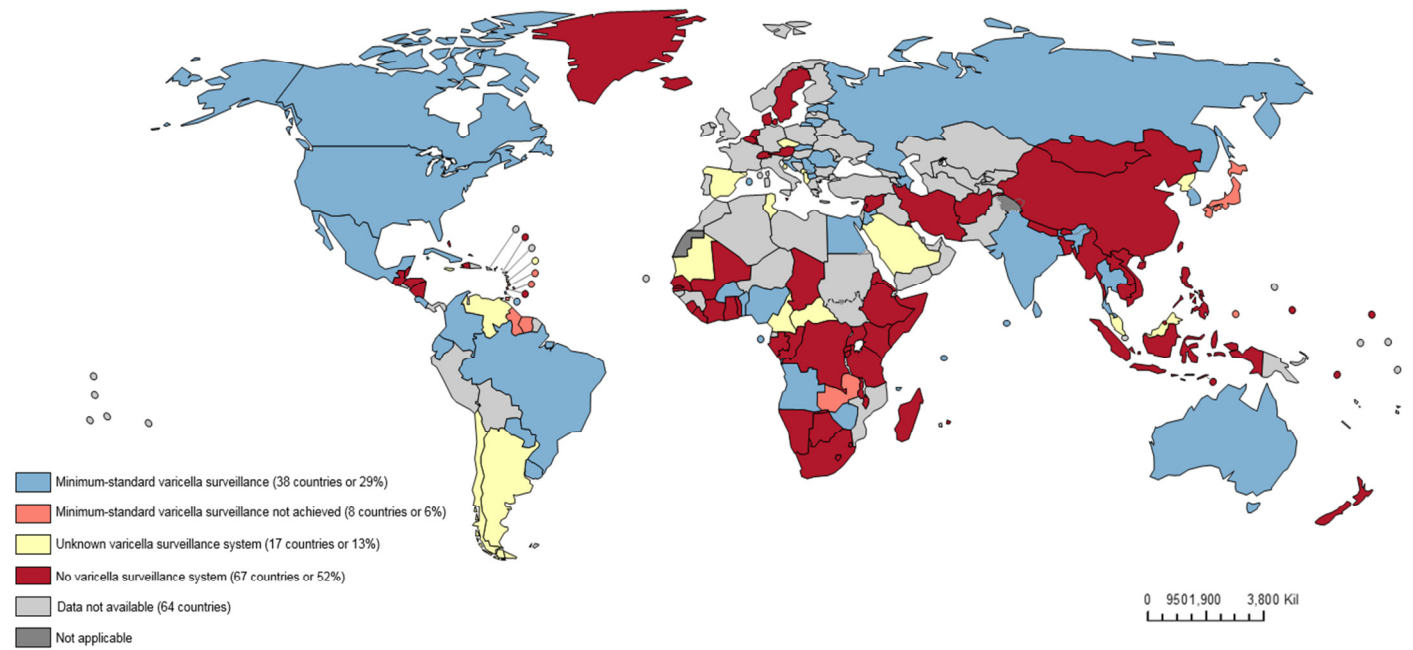 Minimum-standard varicella surveillance (38 countries or 29%)
Minimum-standard varicella surveillance not achieved (8 countries or 6%)
Unknown varicella surveillance system (17 countries or 13%)
No varicella surveillance system (67 countries or 52%)
Data not available (64 countries)
Not applicable
0 9501,900 3,800 Kil